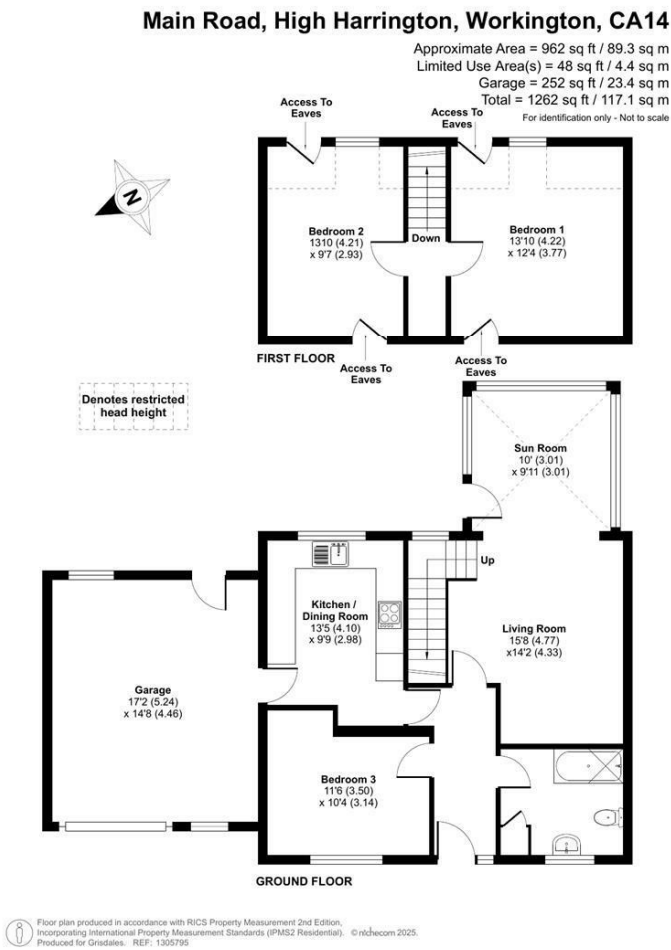 Main Road, High Harrington, Workington, CA14
Approximate Area = 962 sq ft / 89.3 sq m
Limited Use Area(s) = 48 sq ft / 4.4 sq m
Garage = 252 sq ft / 23.4 sq m
Total = 1262 sq ft / 117.1 sq m
For identification only - Not to scale
Access To
Eaves
Access To
Eaves
N
Bedroom 2
1310 (4.21)
x 9'7 (2.93)
Down
Bedroom 1
13'10 (4.22)
x 12'4 (3.77)
FIRST FLOOR
Access To
Eaves
Access To
Eaves
Denotes restricted
head height
Sun Room
10' (3.01)
x 9'11 (3.01)
Up
Kitchen /
Dining Room
13'5 (4.10)
x 9'9 (2.98)
Living Room
15'8 (4.77)
x14'2 (4.33)
Garage
17'2 (5.24)
x 14'8 (4.46)
Bedroom 3
11'6 (3.50)
x 10'4 (3.14)
GROUND FLOOR
Floor plan produced in accordance with RICS Property Measurement 2nd Edition,
Incorporating International Property Measurement Standards (IPMS2 Residential). © nichecom 2025.
Produced for Grisdales. REF: 1305795